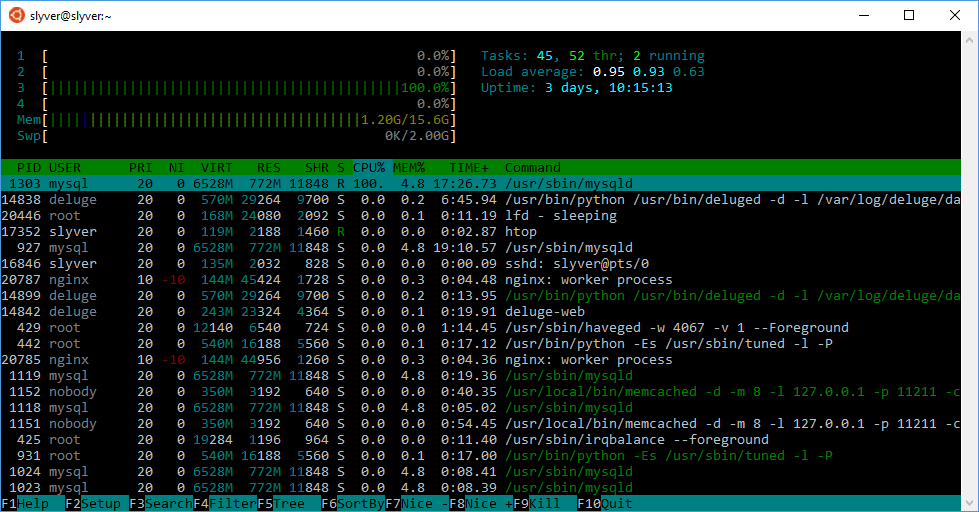 slyver@slyver:~
1 [ 0.0%] Tasks: 45, 52 thr; 2 running
2 [ 0.0%] Load average: 0.95 0.93 0.63
3 [||||||||||||||||||||||||||||||||||||||||||||100.0%] Uptime: 3 days, 10:15:13
4 [ 0.0%]
Mem[|||||||||||||||||||||||||||||||||||||||1.20G/15.6G]
Swp[ 0K/2.00G]
PID USER PRI NI VIRT RES SHR S CPU% MEM% TIME+ Command
1303 mysql 20 0 6528M 772M 11848 R 100. 4.8 17:26.73 /usr/sbin/mysqld
14838 deluge 20 0 570M 29264 9700 S 0.0 0.2 6:45.94 /usr/bin/python /usr/bin/deluged -d -l /var/log/deluge/da
20446 root 20 0 168M 24080 2092 S 0.0 0.1 0:11.19 lfd - sleeping
17352 slyver 20 0 119M 2188 1460 R 0.0 0.0 0:02.87 htop
927 mysql 20 0 6528M 772M 11848 S 0.0 4.8 19:10.57 /usr/sbin/mysqld
16846 slyver 20 0 135M 2032 828 S 0.0 0.0 0:00.09 sshd: slyver@pts/0
20787 nginx 10 -10 144M 45424 1728 S 0.0 0.3 0:04.48 nginx: worker process
14899 deluge 20 0 570M 29264 9700 S 0.0 0.2 0:13.95 /usr/bin/python /usr/bin/deluged -d -l /var/log/deluge/da
14842 deluge 20 0 243M 23324 4364 S 0.0 0.1 0:19.91 deluge-web
429 root 20 0 12140 6540 724 S 0.0 0.0 1:14.45 /usr/sbin/haveged -w 4067 -v 1 --Foreground
442 root 20 0 540M 16188 5560 S 0.0 0.1 0:17.12 /usr/bin/python -Es /usr/sbin/tuned -l -P
20785 nginx 10 -10 144M 44956 1260 S 0.0 0.3 0:04.36 nginx: worker process
1119 mysql 20 0 6528M 772M 11848 S 0.0 4.8 0:19.36 /usr/sbin/mysqld
1152 nobody 20 0 350M 3192 640 S 0.0 0.0 0:40.35 /usr/local/bin/memcached -d -m 8 -l 127.0.0.1 -p 11211 -c
1118 mysql 20 0 6528M 772M 11848 S 0.0 4.8 0:05.02 /usr/sbin/mysqld
1151 nobody 20 0 350M 3192 640 S 0.0 0.0 0:54.45 /usr/local/bin/memcached -d -m 8 -l 127.0.0.1 -p 11211 -c
425 root 20 0 19284 1196 964 S 0.0 0.0 0:11.40 /usr/sbin/irqbalance --foreground
931 root 20 0 540M 16188 5560 S 0.0 0.1 0:17.00 /usr/bin/python -Es /usr/sbin/tuned -l -P
1024 mysql 20 0 6528M 772M 11848 S 0.0 4.8 0:08.41 /usr/sbin/mysqld
1023 mysql 20 0 6528M 772M 11848 S 0.0 4.8 0:08.39 /usr/sbin/mysqld
F1Help F2Setup F3SearchF4FilterF5Tree F6SortByF7Nice -F8Nice +F9Kill F10Quit